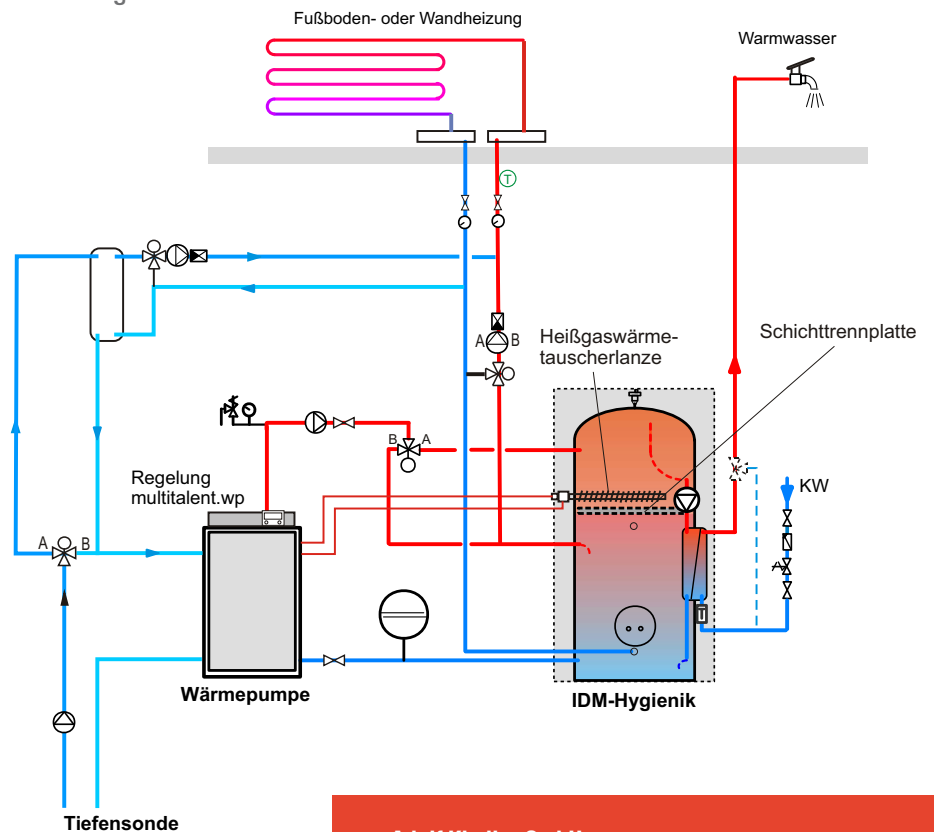 Fußboden- oder Wandheizung
Warmwasser
T
A B
Heißgaswärme-
tauscherlanze
Schichttrennplatte
B A
KW
Regelung
multitalent.wp
A B
T
Wärmepumpe
IDM-Hygienik
Tiefensonde